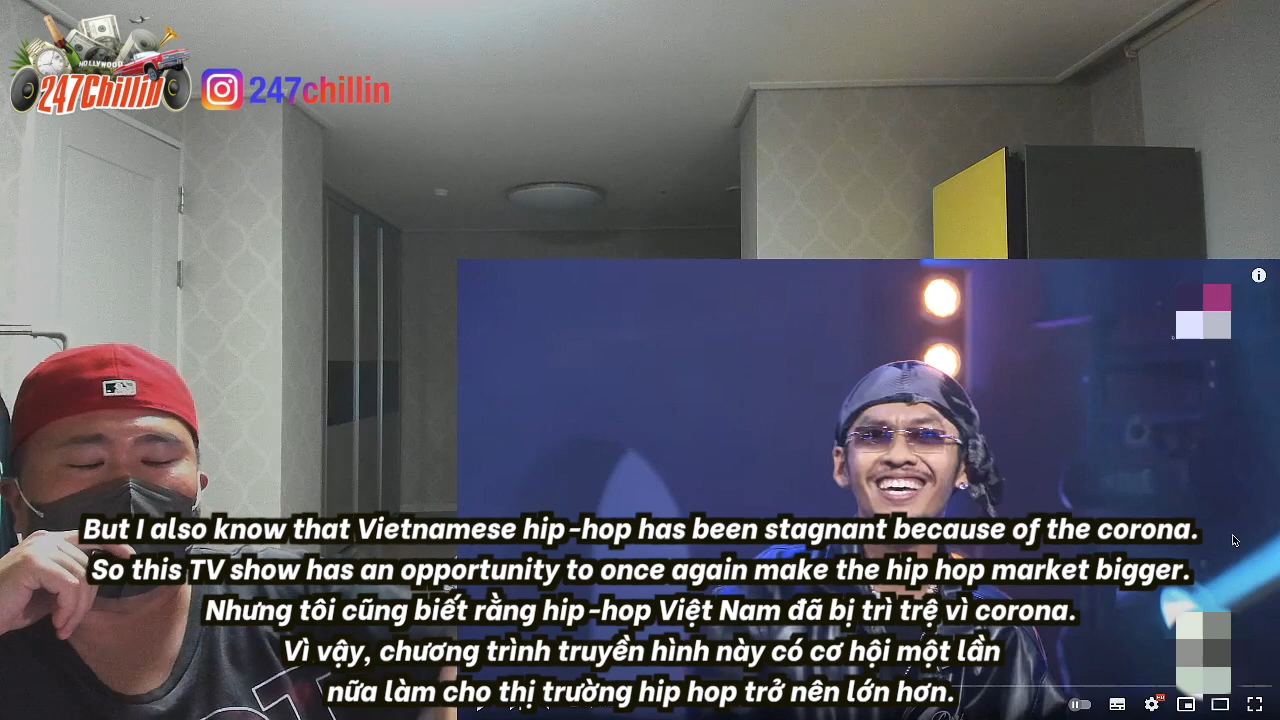 HOLLYWOOD
247Chillin
247chillin
But I also know that Vietnamese hip-hop has been stagnant because of the corona.
So this TV show has an opportunity to once again make the hip hop market bigger.
Nhưng tôi cũng biết rằng hip-hop Việt Nam đã bị trì trệ vì corona.
Vì vậy, chương trình truyền hình này có cơ hội một lần
nữa làm cho thị trường hip hop trở nên lớn hơn.
HD